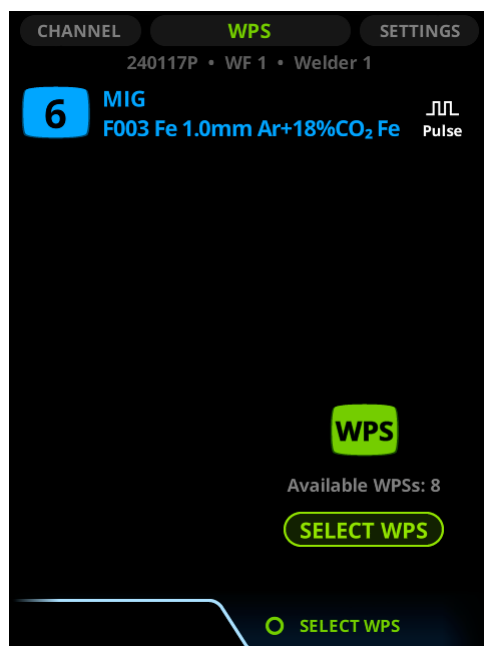 CHANNEL WPS SETTINGS
240117P • WF 1 • Welder 1
6
MIG
F003 Fe 1.0mm Ar+18%CO₂ Fe
Pulse
WPS
Available WPSs: 8
SELECT WPS
SELECT WPS